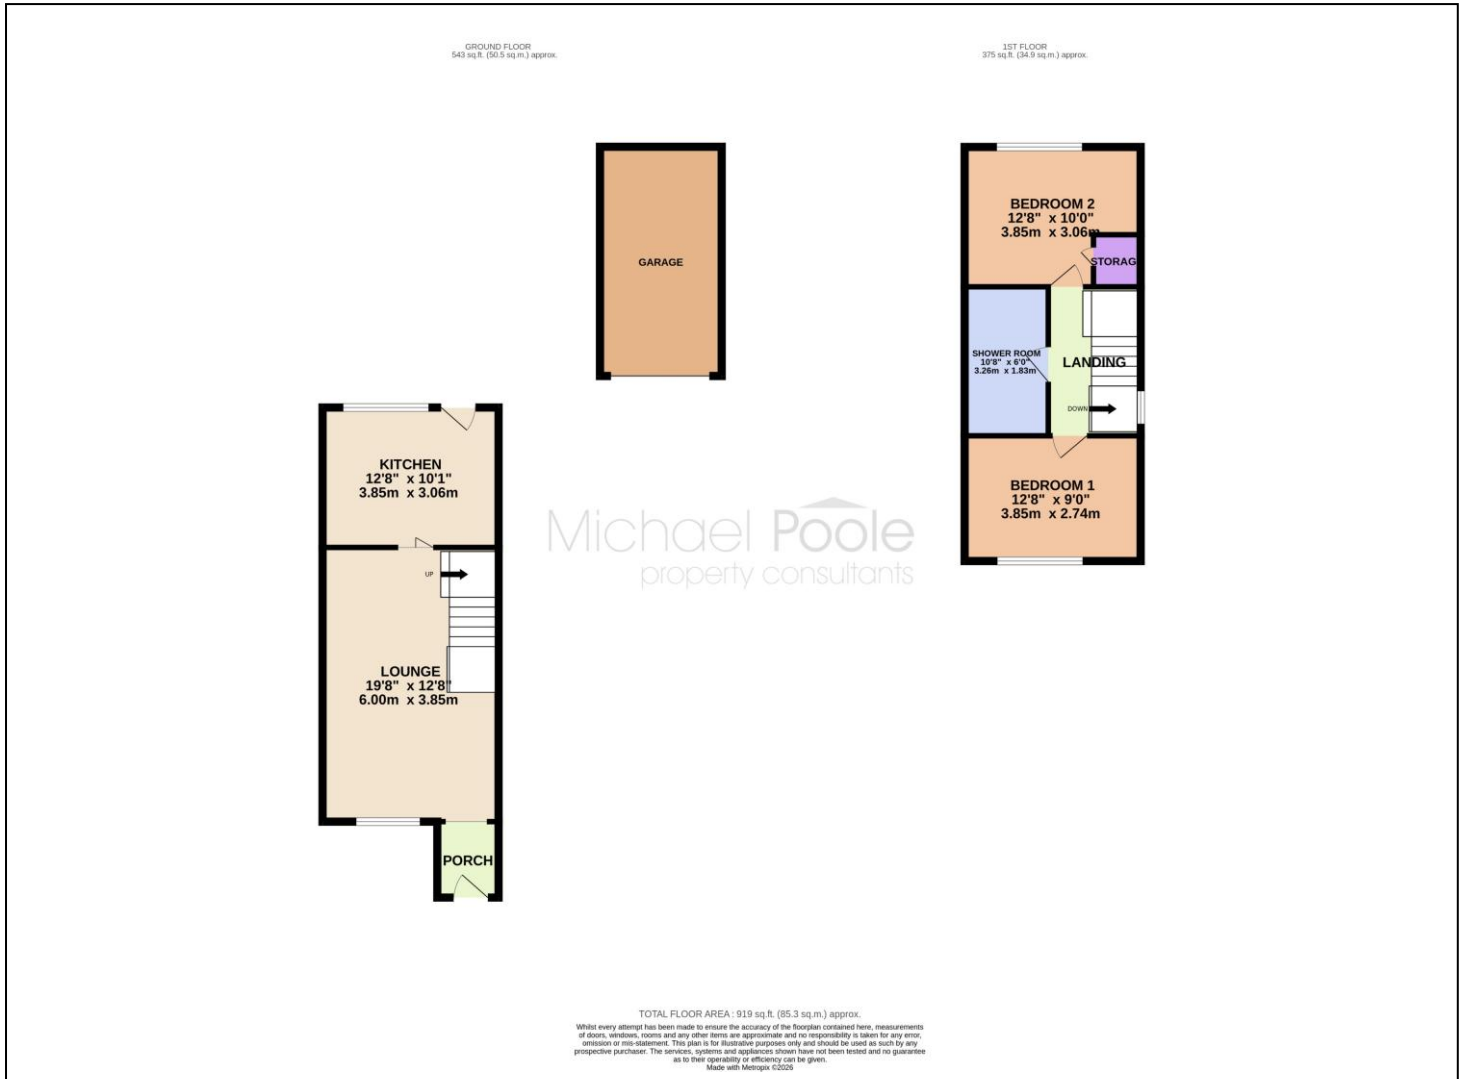 GROUND FLOOR
543 sq.ft. (50.5 sq.m.) approx.
1ST FLOOR
375 sq.ft. (34.9 sq.m.) approx.
GARAGE
BEDROOM 2
12'8" x 10'0"
3.85m x 3.06m
STORAG
SHOWER ROOM
10'8" x 6'0"
3.26m x 1.83m
LANDING
DOWN
KITCHEN
12'8" x 10'1"
3.85m x 3.06m
BEDROOM 1
12'8" x 9'0"
3.85m x 2.74m
Michael Poole
property consultants
UP
LOUNGE
19'8" x 12'8"
6.00m x 3.85m
PORCH
TOTAL FLOOR AREA : 919 sq.ft. (85.3 sq.m.) approx.
Whilst every attempt has been made to ensure the accuracy of the floorplan contained here, measurements
of doors, windows, rooms and any other items are approximate and no responsibility is taken for any error,
omission or mis-statement. This plan is for illustrative purposes only and should be used as such by any
prospective purchaser. The services, systems and appliances shown have not been tested and no guarantee
as to their operability or efficiency can be given.
Made with Metropix ©2026